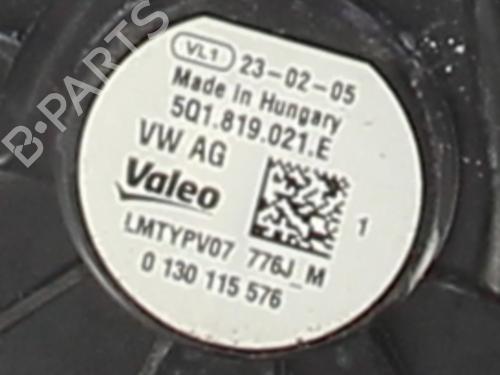 VL1 23-02-05
Made in Hungary
5Q1.819.021.E
VW AG
Valeo
1
LMTYPV07 776J_M
0 130 115 576
B-PARTS